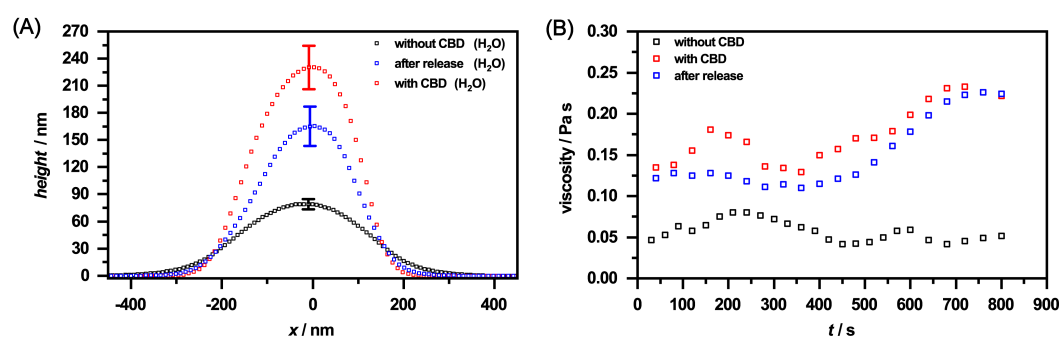 (A)
270
240
210
180
150
120
90
60
30
0
height / nm
without CBD (H₂O)
after release (H₂O)
with CBD (H₂O)
-400 -200 0 200 400
x / nm
(B)
0.30
0.25
0.20
0.15
0.10
0.05
0.00
viscosity / Pa s
without CBD
with CBD
after release
0 100 200 300 400 500 600 700 800 900
t / s